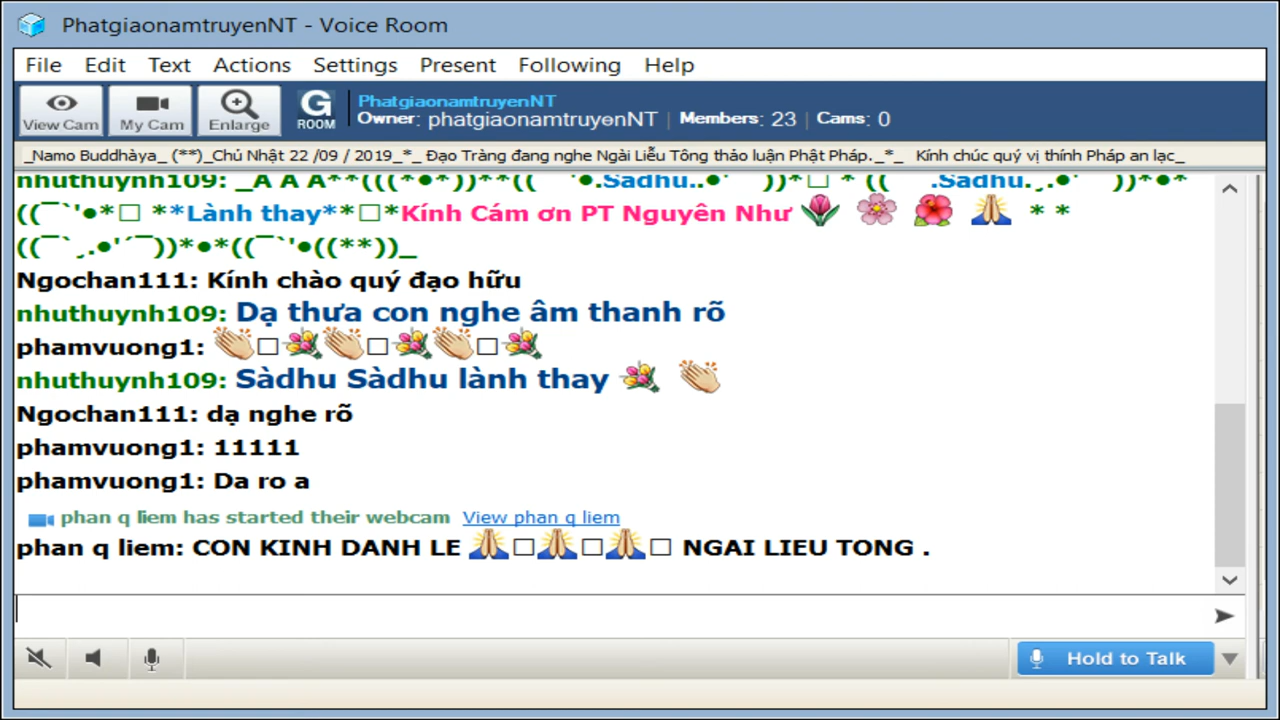 PhatgiaonamtruyenNT - Voice Room
File Edit Text Actions Settings Present Following Help
View Cam My Cam Enlarge G ROOM
PhatgiaonamtruyenNT
Owner: phatgiaonamtruyenNT | Members: 23 | Cams: 0
_Namo Buddhàya_ (**)_Chủ Nhật 22 /09 / 2019_*_ Đạo Tràng đang nghe Ngài Liễu Tông thảo luận Phật Pháp._*_ Kính chúc quý vị thính Pháp an lạc_
nhuthuynh109: _A A A**(((*●*))**(( '●.Sadhu..●' ))*□ * (( .Sadhu.¸.●' ))*●*
((¯`'●*□ **Lành thay**□*Kính Cám ơn PT Nguyên Như 🌷 🌸 🌺 🙏 * *
((¯`¸.●'´¯))*●*((¯`'●((**))_
Ngochan111: Kính chào quý đạo hữu
nhuthuynh109: Dạ thưa con nghe âm thanh rõ
phamvuong1: 👏□💐👏□💐👏□💐
nhuthuynh109: Sàdhu Sàdhu lành thay 💐 👏
Ngochan111: dạ nghe rõ
phamvuong1: 11111
phamvuong1: Da ro a
phan q liem has started their webcam View phan q liem
phan q liem: CON KINH DANH LE 🙏□🙏□🙏□ NGAI LIEU TONG .
Hold to Talk